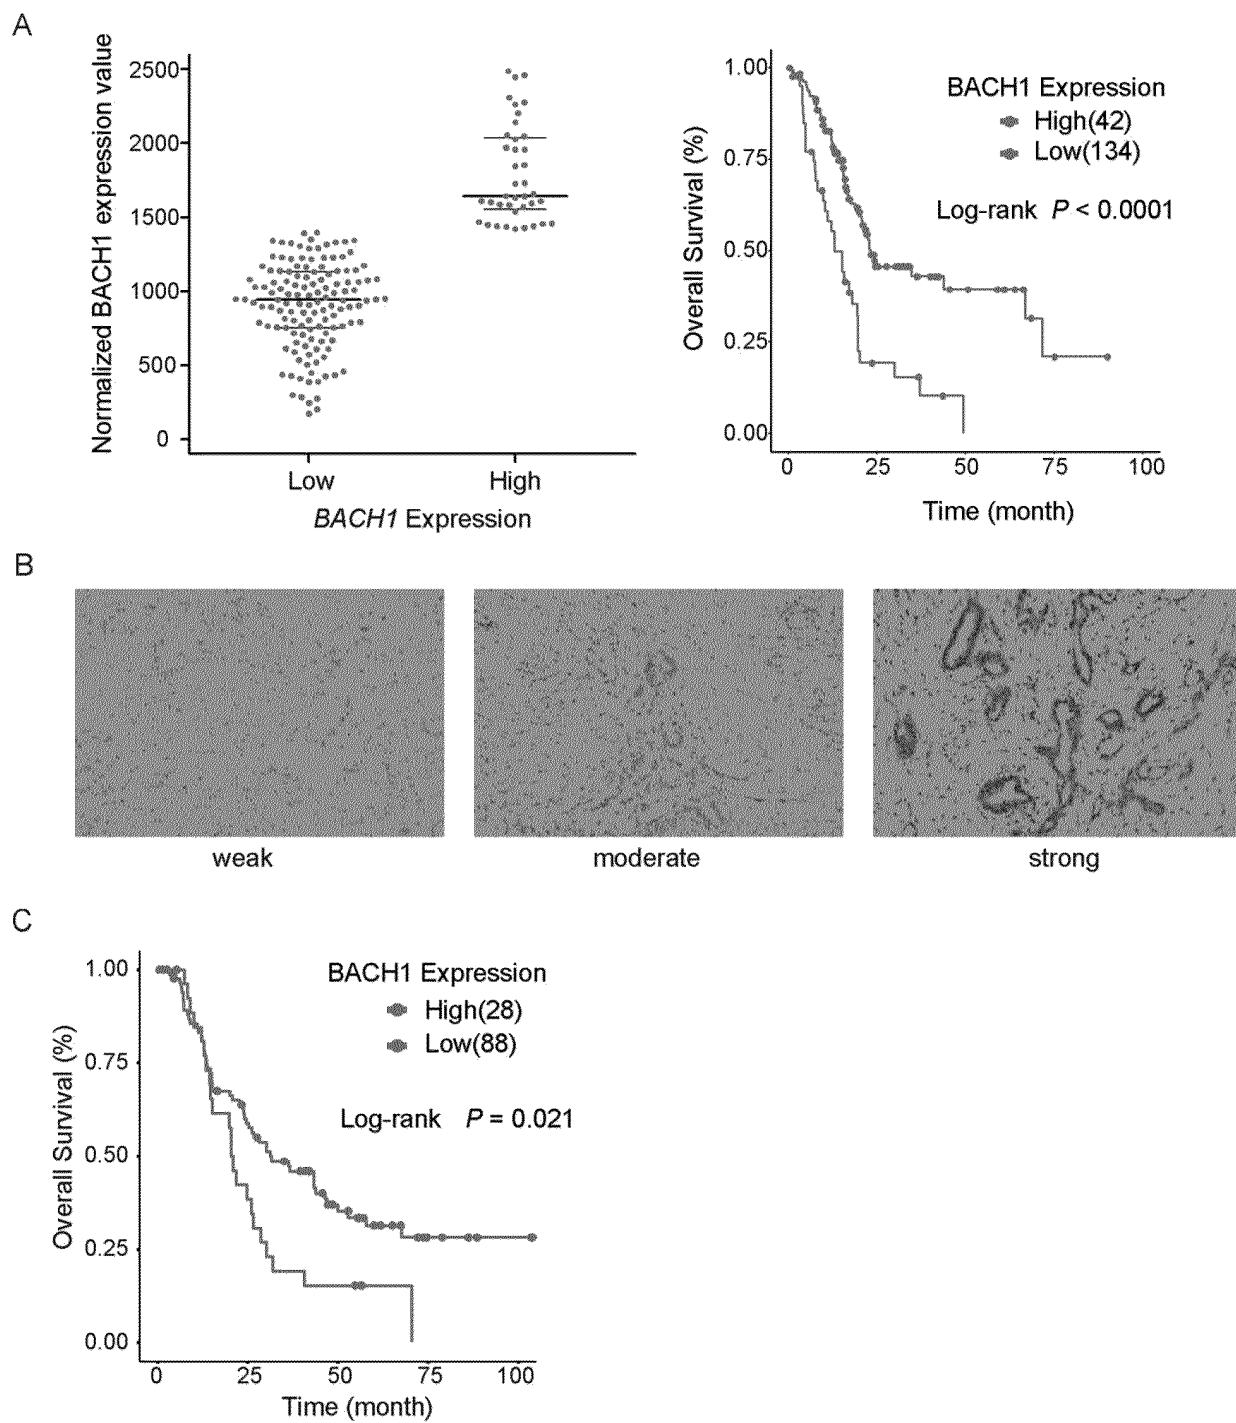 A
Normalized BACH1 expression value
2500
2000
1500
1000
500
0
Low
High
BACH1 Expression
Overall Survival (%)
1.00
0.75
0.50
0.25
0.00
BACH1 Expression
High(42)
Low(134)
Log-rank P < 0.0001
0
25
50
75
100
Time (month)
B
weak
moderate
strong
C
Overall Survival (%)
1.00
0.75
0.50
0.25
0.00
BACH1 Expression
High(28)
Low(88)
Log-rank P = 0.021
0
25
50
75
100
Time (month)